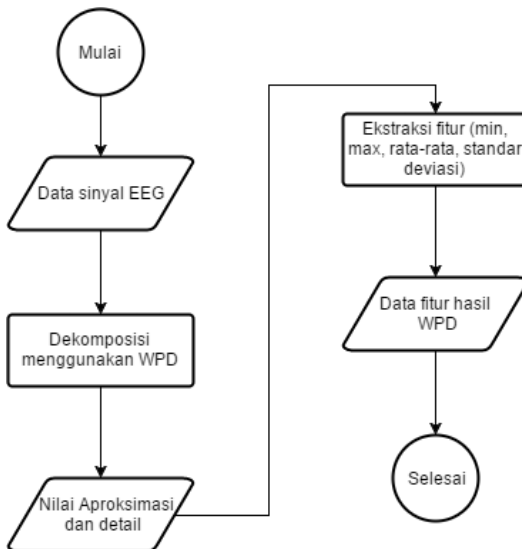 Mulai
Data sinyal EEG
Dekomposisi
menggunakan WPD
Nilai Aproksimasi
dan detail
Ekstraksi fitur (min,
max, rata-rata, standar
deviasi)
Data fitur hasil
WPD
Selesai